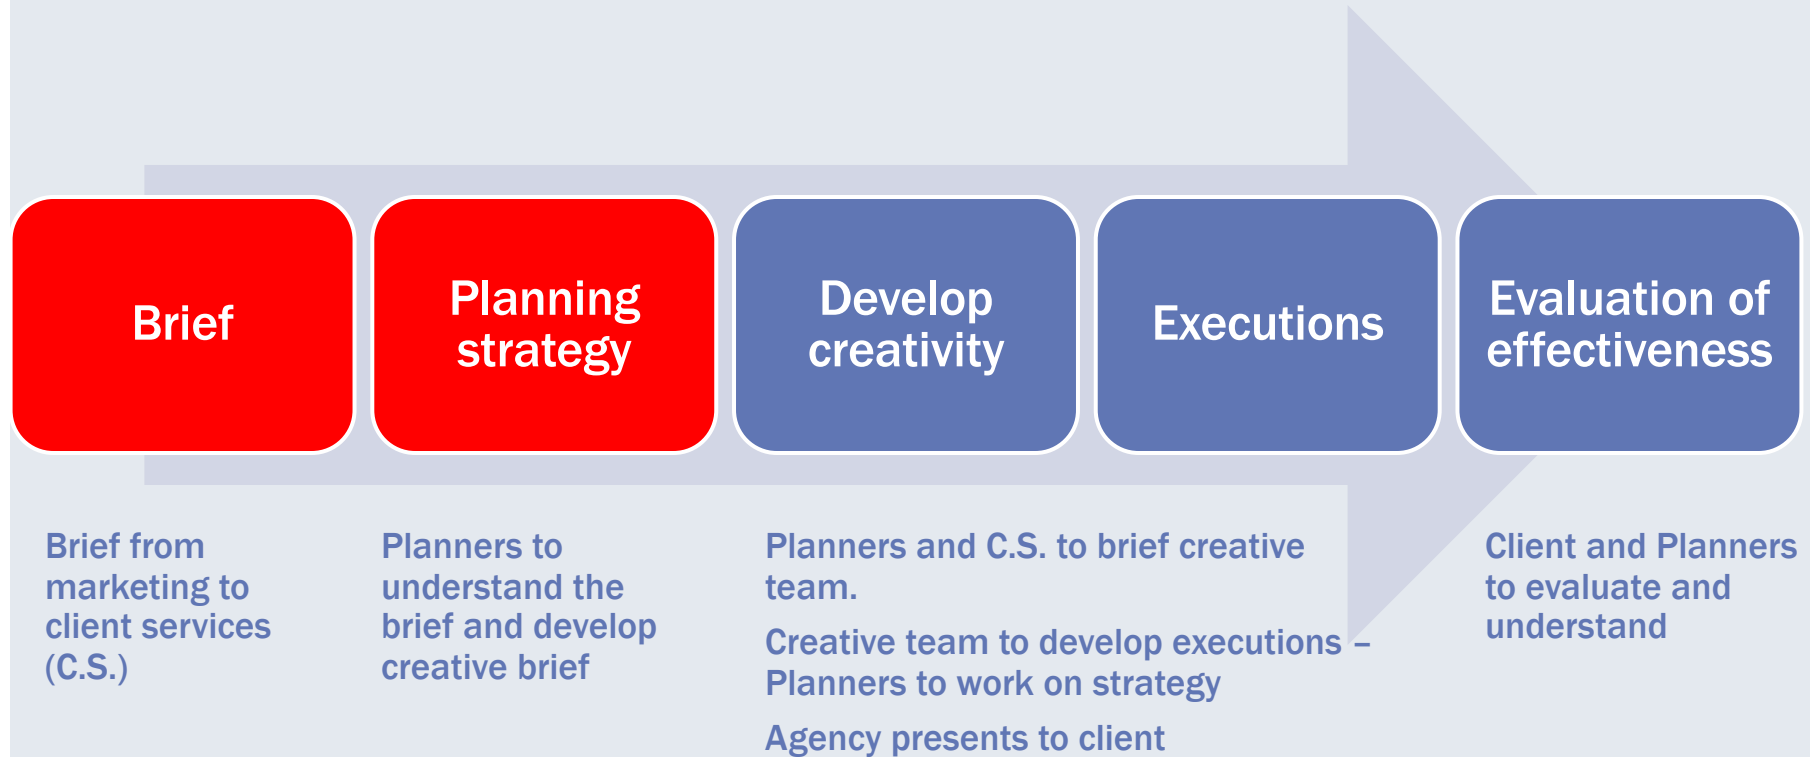 Brief
Planning
strategy
Develop
creativity
Executions
Evaluation of
effectiveness
Brief from
marketing to
client services
(C.S.)
Planners to
understand the
brief and develop
creative brief
Planners and C.S. to brief creative
team.
Creative team to develop executions –
Planners to work on strategy
Agency presents to client
Client and Planners
to evaluate and
understand